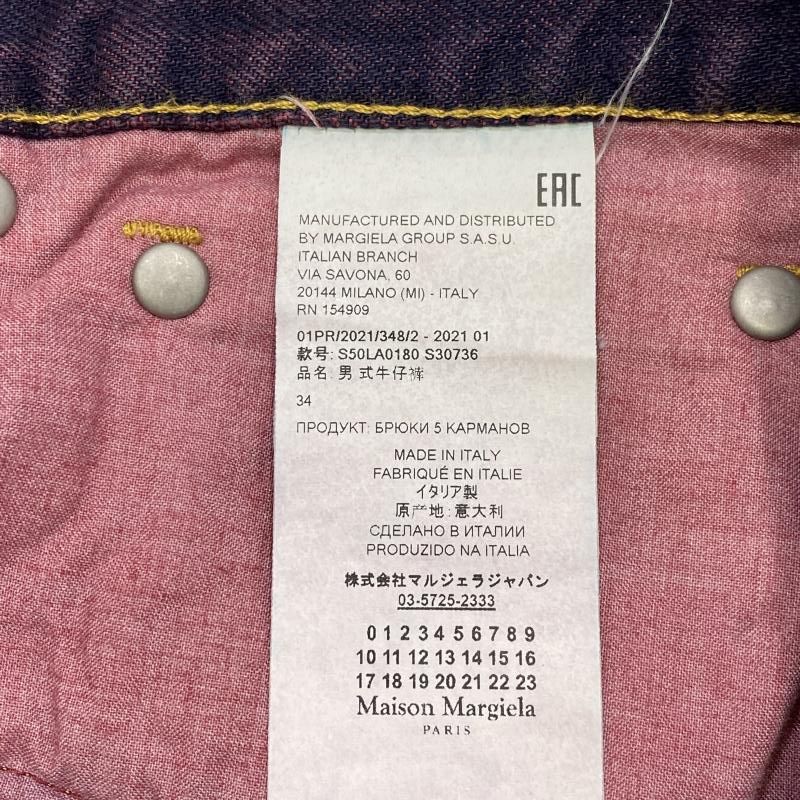 EAC
MANUFACTURED AND DISTRIBUTED
BY MARGIELA GROUP S.A.S.U.
ITALIAN BRANCH
VIA SAVONA, 60
20144 MILANO (MI) - ITALY
RN 154909
01PR/2021/348/2 - 2021 01
款号: S50LA0180 S30736
品名: 男 式牛仔裤
34
ПРОДУКТ: БРЮКИ 5 КАРМАНОВ
MADE IN ITALY
FABRIQUÉ EN ITALIE
イタリア製
原产地: 意大利
СДЕЛАНО В ИТАЛИИ
PRODUZIDO NA ITALIA
株式会社マルジェラジャパン
03-5725-2333
0 1 2 3 4 5 6 7 8 9
10 11 12 13 14 15 16
17 18 19 20 21 22 23
Maison Margiela
PARIS